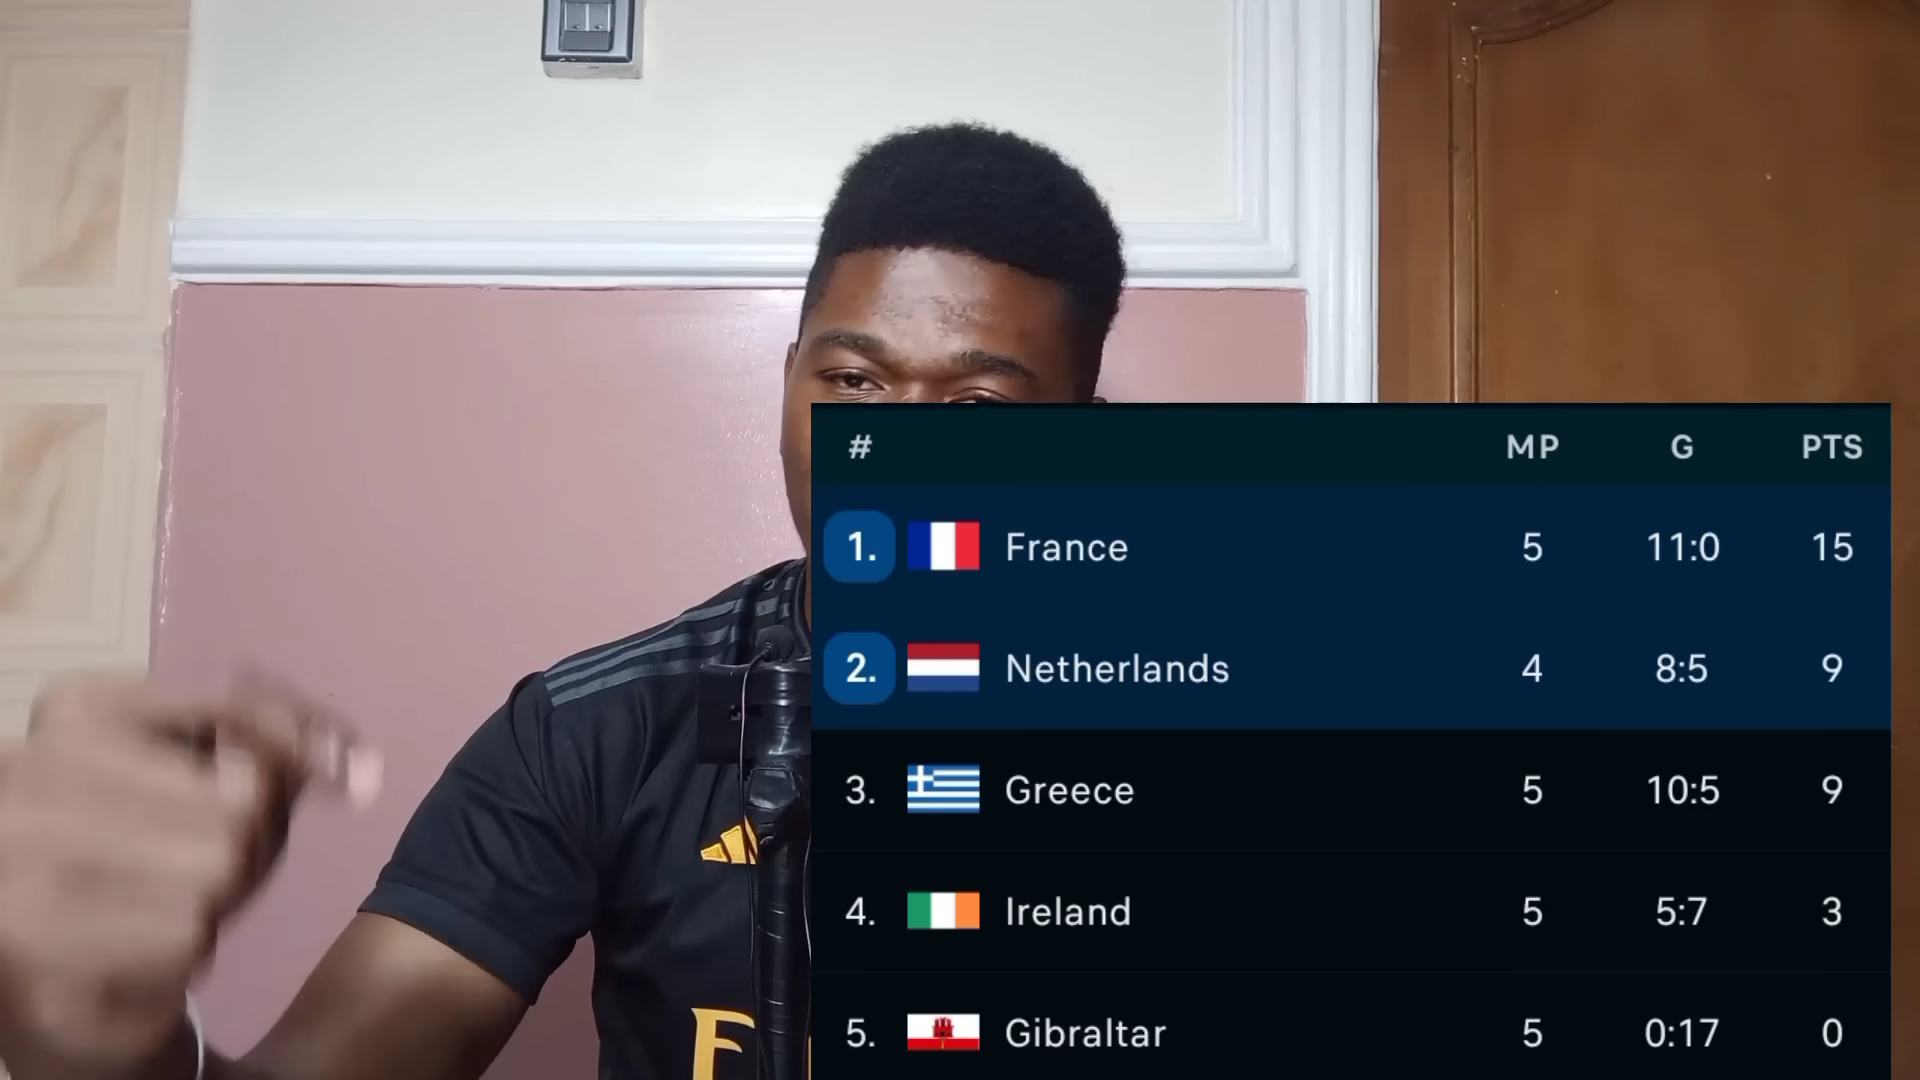 # MP G PTS
1. France 5 11:0 15
2. Netherlands 4 8:5 9
3. Greece 5 10:5 9
4. Ireland 5 5:7 3
5. Gibraltar 5 0:17 0